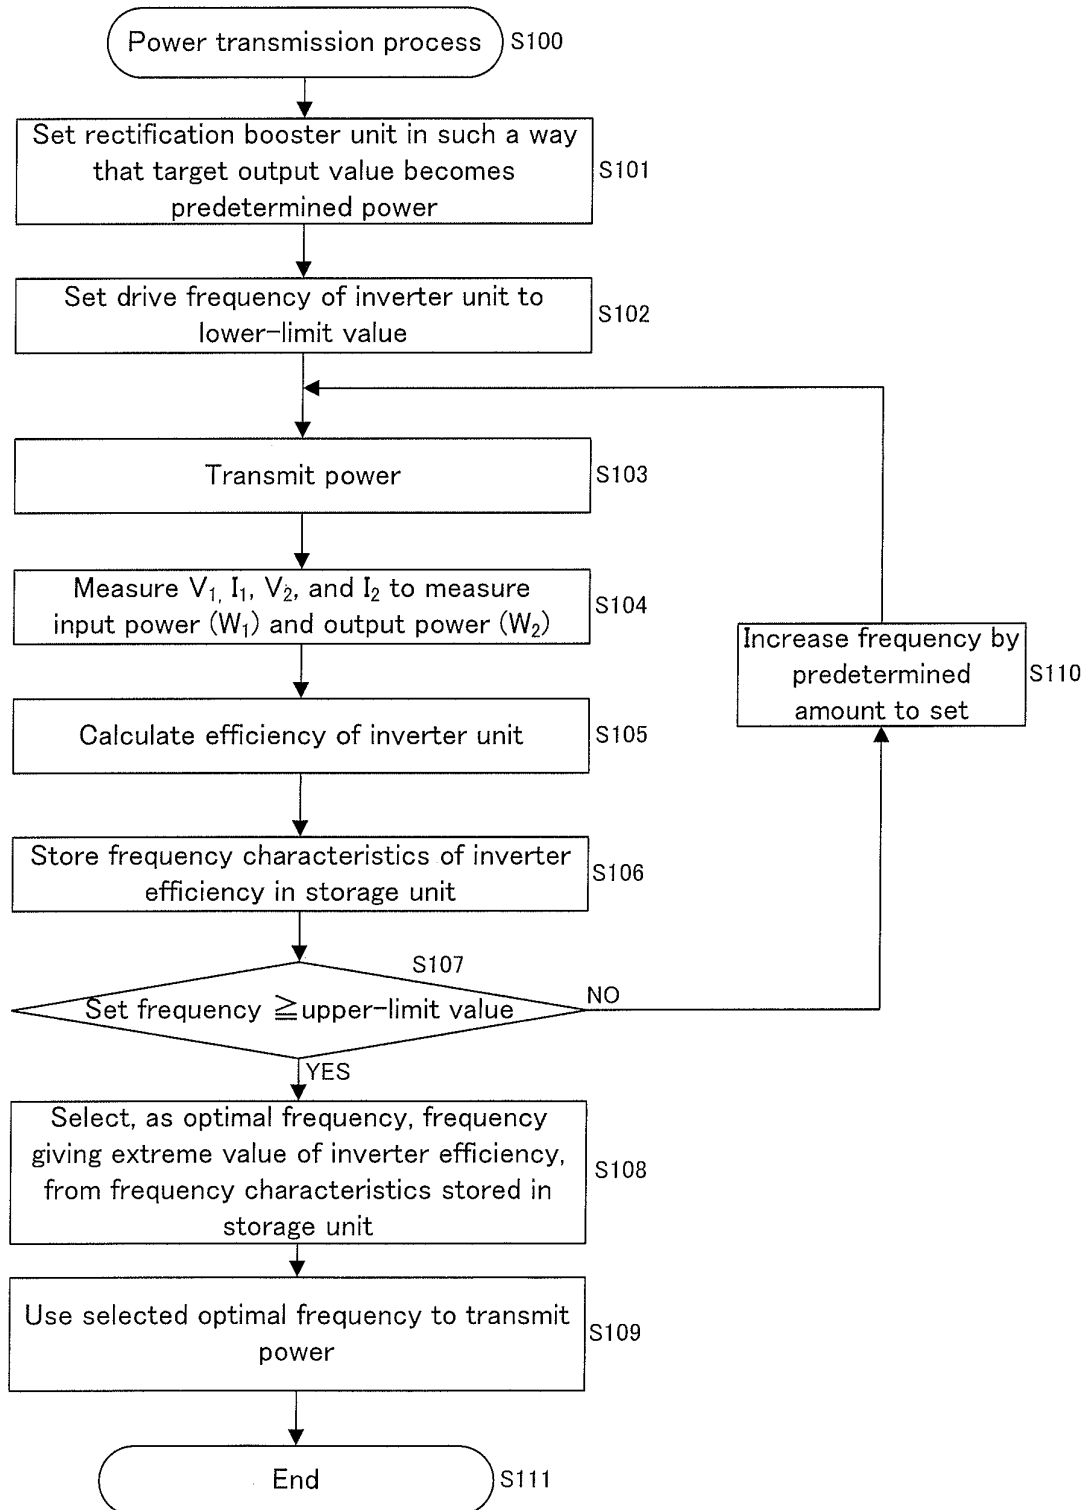 Power transmission process
S100
Set rectification booster unit in such a way
that target output value becomes
predetermined power
S101
Set drive frequency of inverter unit to
lower-limit value
S102
Transmit power
S103
Measure V₁, I₁, V₂, and I₂ to measure
input power (W₁) and output power (W₂)
S104
Increase frequency by
predetermined
amount to set
S110
Calculate efficiency of inverter unit
S105
Store frequency characteristics of inverter
efficiency in storage unit
S106
S107
Set frequency ≧upper-limit value
NO
YES
Select, as optimal frequency, frequency
giving extreme value of inverter efficiency,
from frequency characteristics stored in
storage unit
S108
Use selected optimal frequency to transmit
power
S109
End
S111